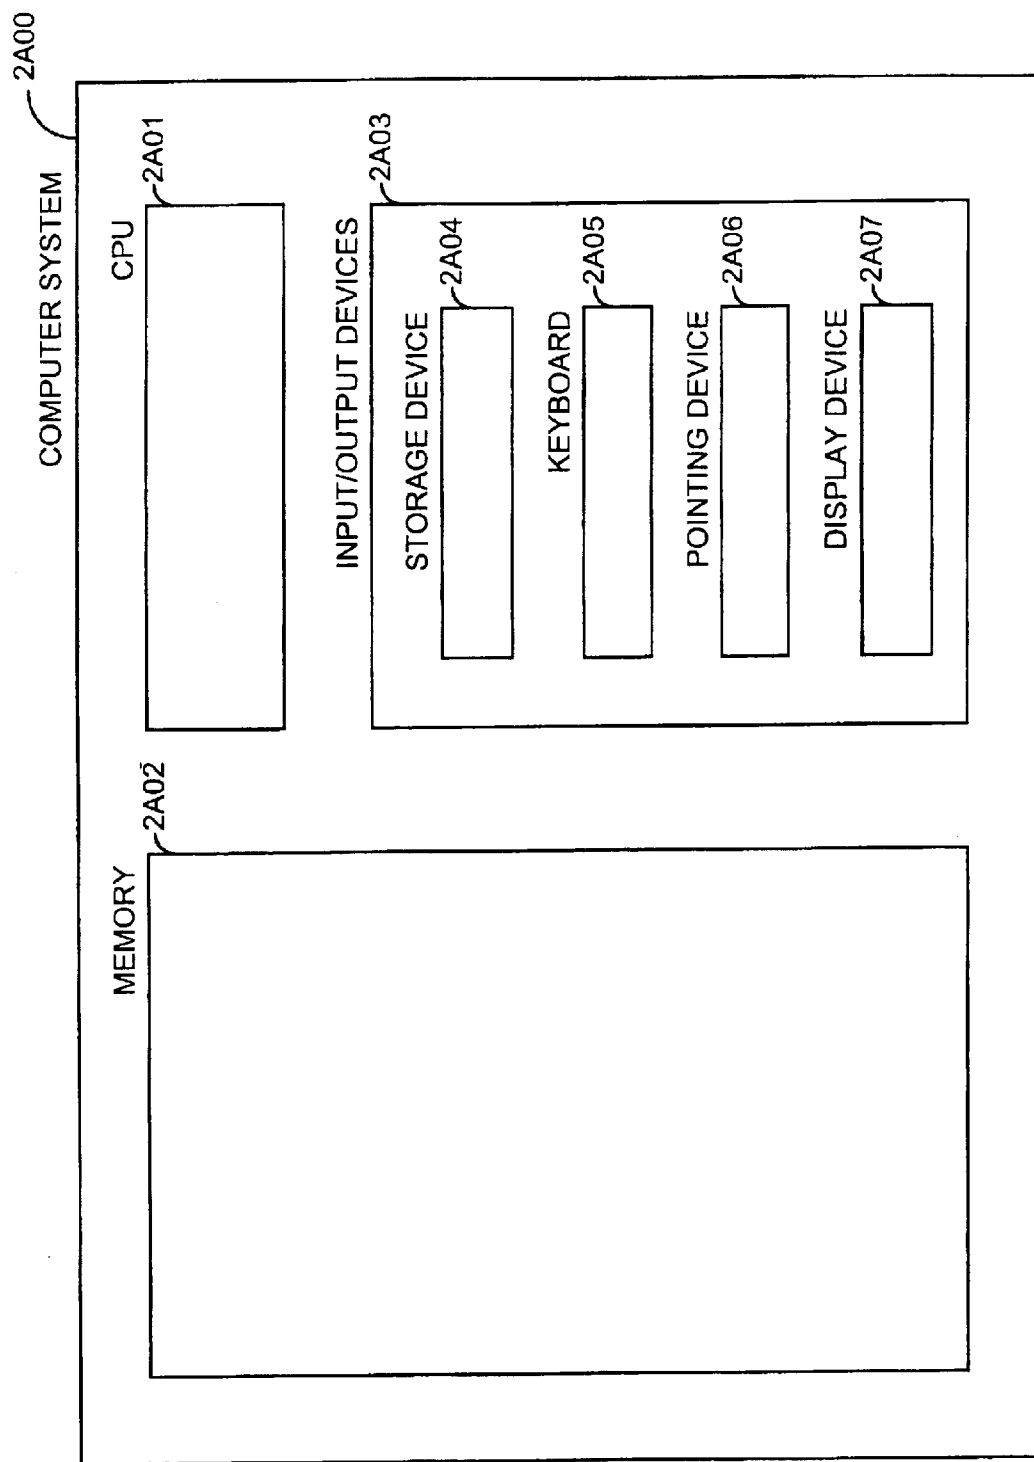 COMPUTER SYSTEM
2A00
MEMORY
2A02
CPU
2A01
INPUT/OUTPUT DEVICES
2A03
STORAGE DEVICE
2A04
KEYBOARD
2A05
POINTING DEVICE
2A06
DISPLAY DEVICE
2A07